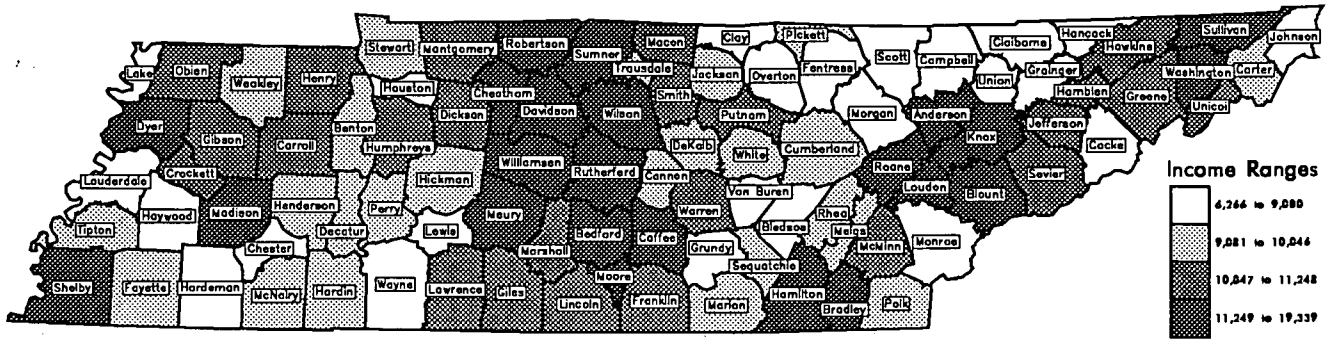 Stewart Montgomery Robertson Sumner Macon Clay Pickett
Lake Obien Weakley Henry Houston Cheatham Trausdale Jackson Overton Fentress Scott Campbell Claiborne Hancock Hawkins Sullivan Johnson
Union Grainger Washington Carter
Dyer Gibson Carroll Benton Humphreys Dickson Davidson Wilson Smith Putnam Morgan Anderson Hamblen Greene Unicoi
Knox Jefferson Cocke
Crockett Williamson Rutherford DeKalb White Cumberland Roane
Lauderdale Haywood Madison Henderson Decatur Perry Hickman Maury Cannon Warren Van Buren Rhea Loudon Blount Sevier
Tipton Chester Lewis Marshall Bedford Coffee Grundy Bledsoe Meigs McMinn Monroe
Sequatchie
Shelby Fayette Hardeman McNairy Hardin Wayne Lawrence Giles Lincoln Moore Franklin Marion Hamilton Bradley Polk
Income Ranges
6,266 to 9,080
9,081 to 10,046
10,047 to 11,248
11,249 to 19,339